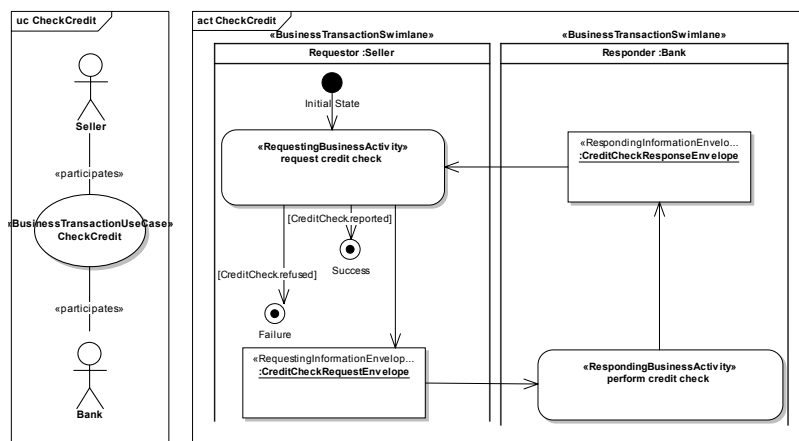 uc CheckCredit
Seller
«participates»
«BusinessTransactionUseCase»
CheckCredit
«participates»
Bank
act CheckCredit
«BusinessTransactionSwimlane»
Requestor :Seller
Initial State
«RequestingBusinessActivity»
request credit check
[CreditCheck.reported]
Success
[CreditCheck.refused]
Failure
«RequestingInformationEnvelop...
:CreditCheckRequestEnvelope
«BusinessTransactionSwimlane»
Responder :Bank
«RespondingInformationEnvelo...
:CreditCheckResponseEnvelope
«RespondingBusinessActivity»
perform credit check